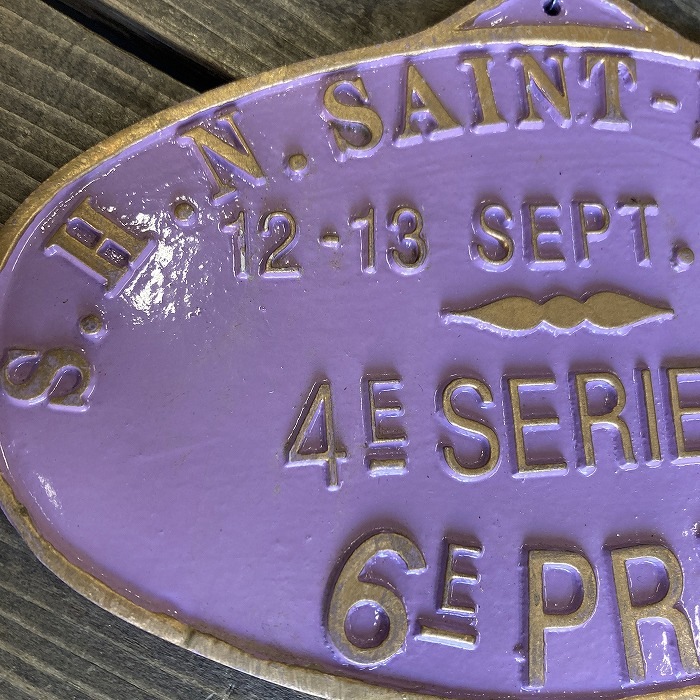 S. H. N. SAINT-
12-13 SEPT.
4E SERIE
6E PR